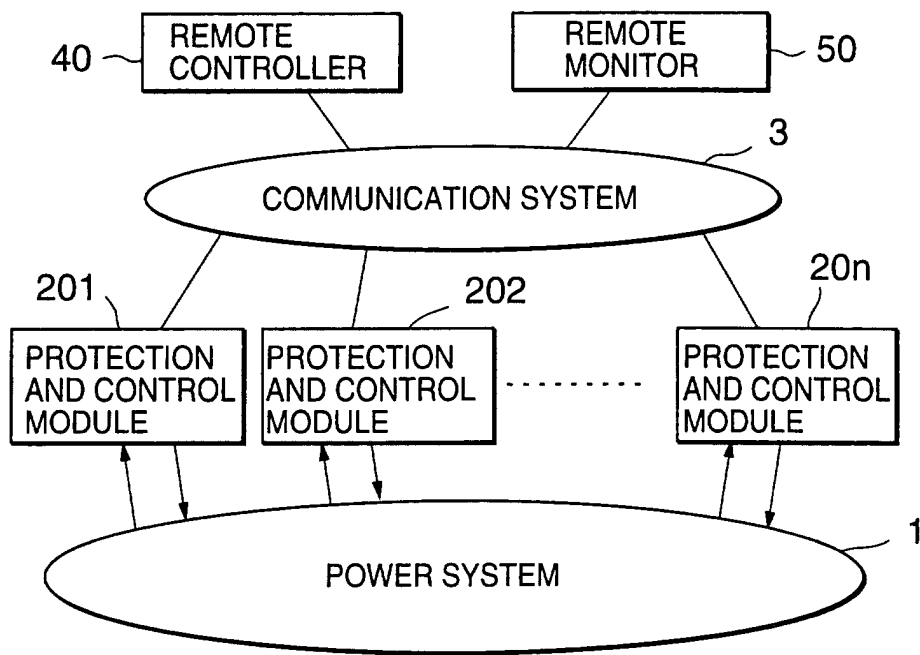 40
REMOTE
CONTROLLER
REMOTE
MONITOR
50
3
COMMUNICATION SYSTEM
201
202
20n
PROTECTION
AND CONTROL
MODULE
PROTECTION
AND CONTROL
MODULE
PROTECTION
AND CONTROL
MODULE
1
POWER SYSTEM